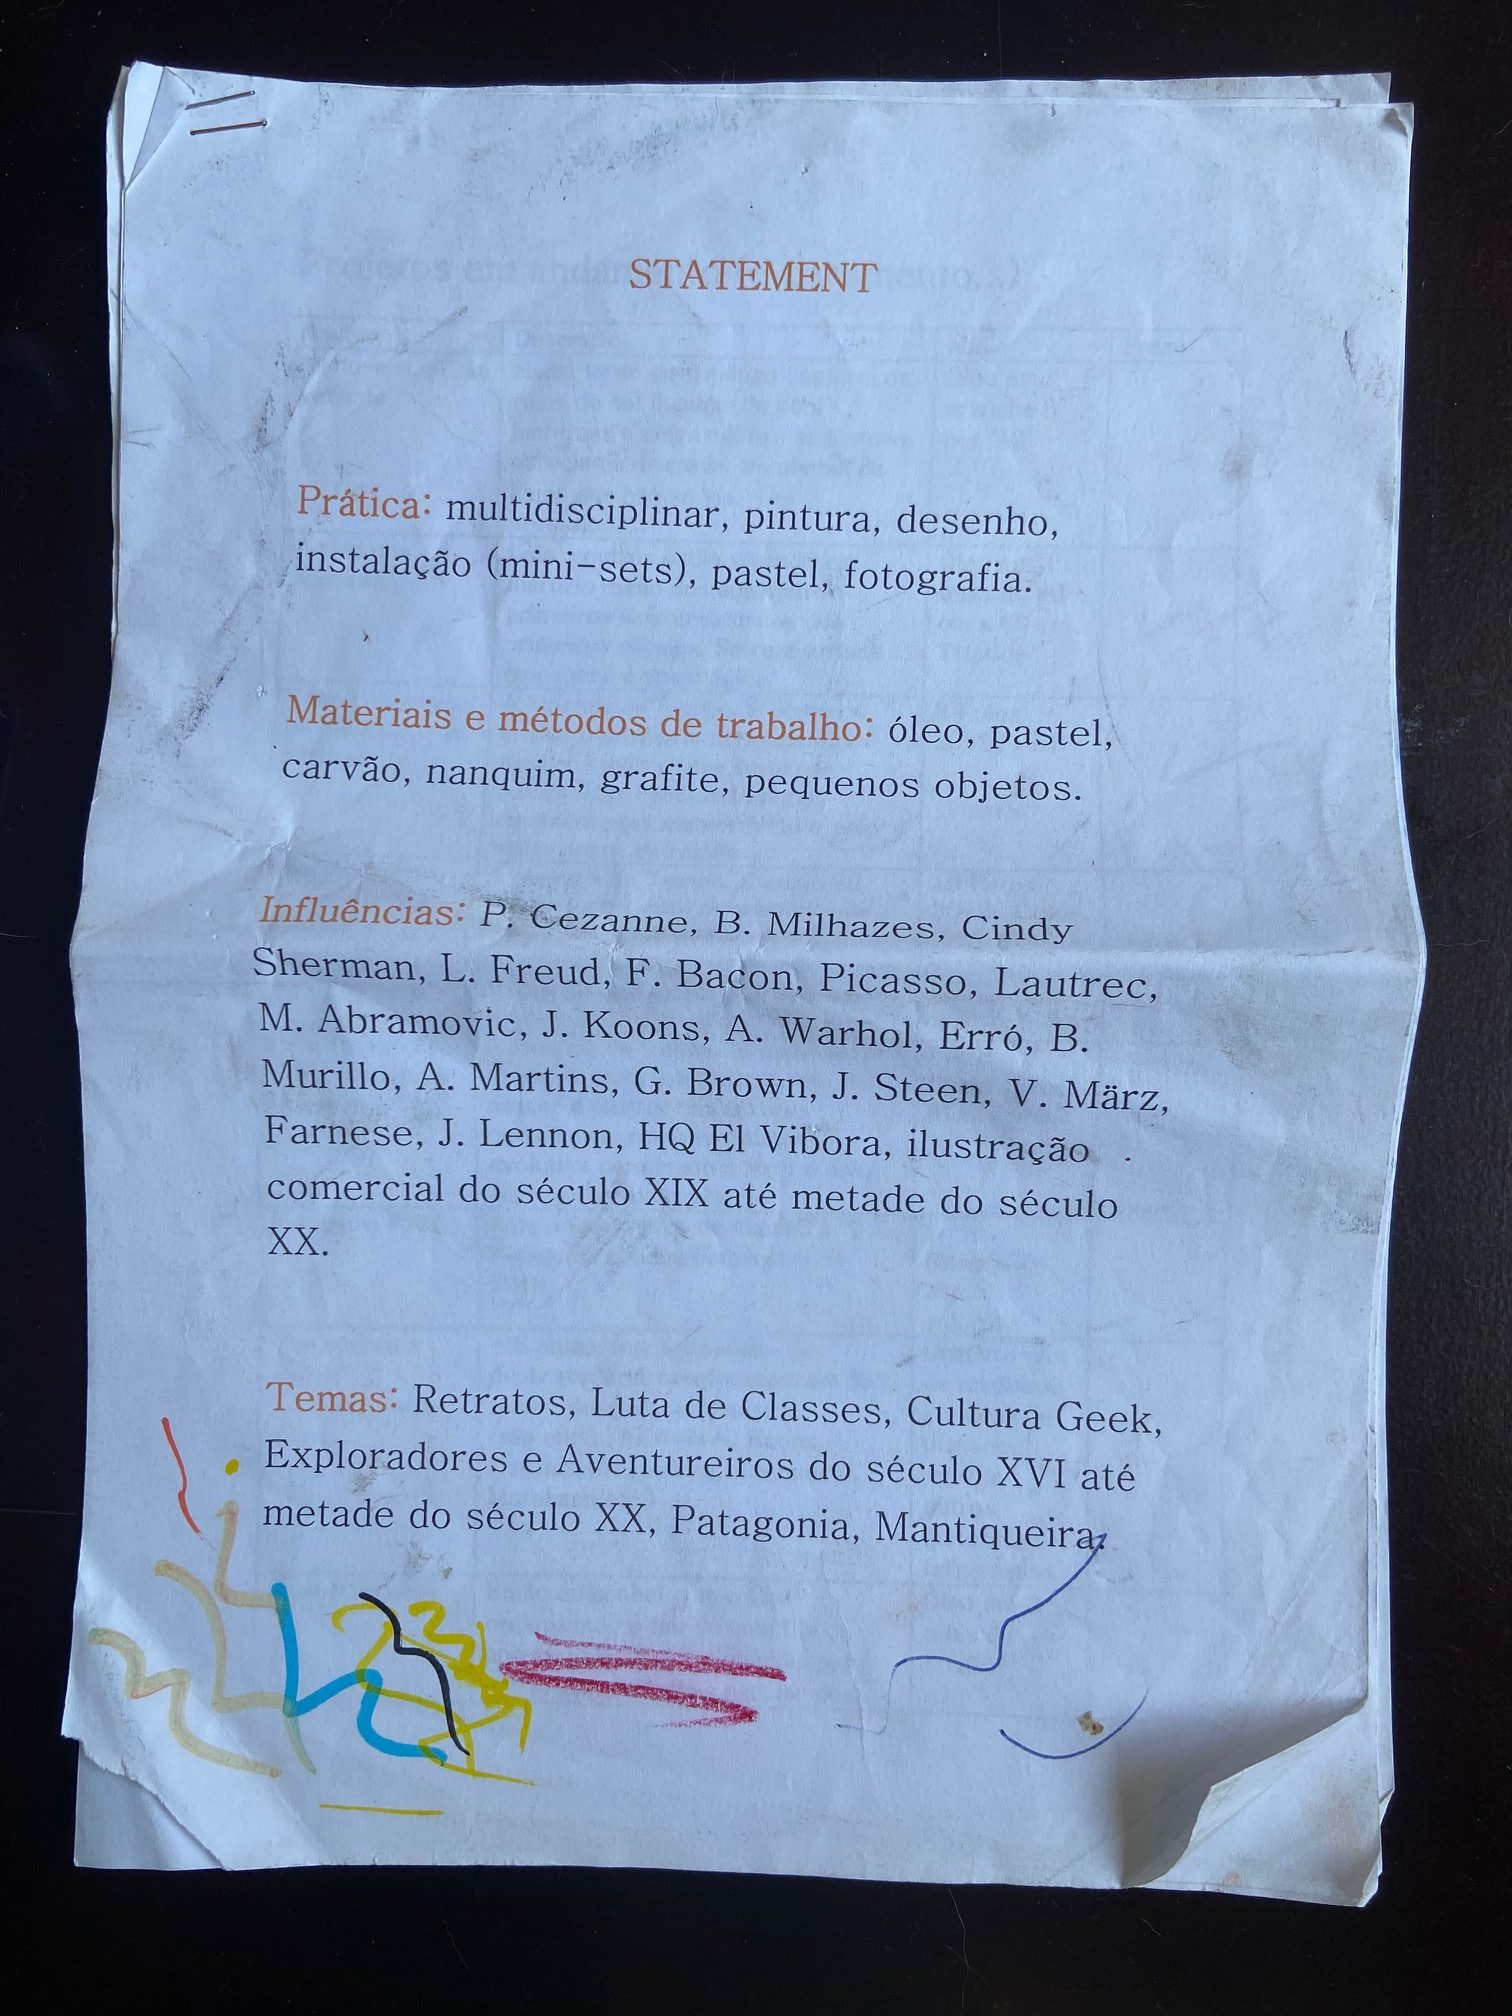 STATEMENT
Prática: multidisciplinar, pintura, desenho,
instalação (mini-sets), pastel, fotografia.
Materiais e métodos de trabalho: óleo, pastel,
carvão, nanquim, grafite, pequenos objetos.
Influências: P. Cezanne, B. Milhazes, Cindy
Sherman, L. Freud, F. Bacon, Picasso, Lautrec,
M. Abramovic, J. Koons, A. Warhol, Erró, B.
Murillo, A. Martins, G. Brown, J. Steen, V. März,
Farnese, J. Lennon, HQ El Vibora, ilustração .
comercial do século XIX até metade do século
XX.
Temas: Retratos, Luta de Classes, Cultura Geek,
Exploradores e Aventureiros do século XVI até
metade do século XX, Patagonia, Mantiqueira.